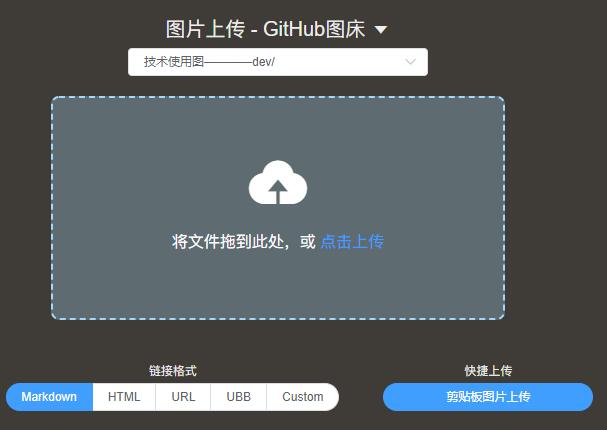 图片上传 - GitHub图床
技术使用图————dev/
将文件拖到此处，或 点击上传
链接格式
快捷上传
Markdown HTML URL UBB Custom
剪贴板图片上传